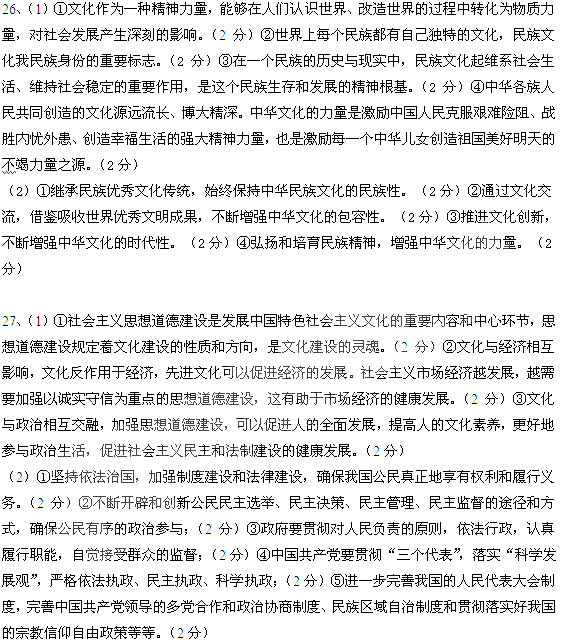 26、（1）①文化作为一种精神力量，能够在人们认识世界、改造世界的过程中转化为物质力
量，对社会发展产生深刻的影响。（2 分）②世界上每个民族都有自己独特的文化，民族文
化我民族身份的重要标志。（2 分）③在一个民族的历史与现实中，民族文化起维系社会生
活、维持社会稳定的重要作用，是这个民族生存和发展的精神根基。（2 分）④中华各族人
民共同创造的文化源远流长、博大精深。中华文化的力量是激励中国人民克服艰难险阻、战
胜内忧外患、创造幸福生活的强大精神力量，也是激励每一个中华儿女创造祖国美好明天的
不竭力量之源。（2 分）
（2）①继承民族优秀文化传统，始终保持中华民族文化的民族性。（2分）②通过文化交
流，借鉴吸收世界优秀文明成果，不断增强中华文化的包容性。（2分）③推进文化创新，
不断增强中华文化的时代性。（2分）④弘扬和培育民族精神，增强中华文化的力量。（2
分）
27、（1）①社会主义思想道德建设是发展中国特色社会主义文化的重要内容和中心环节，思
想道德建设规定着文化建设的性质和方向，是文化建设的灵魂。（2 分）②文化与经济相互
影响，文化反作用于经济，先进文化可以促进经济的发展。社会主义市场经济越发展，越需
要加强以诚实守信为重点的思想道德建设，这有助于市场经济的健康发展。（2 分）③文化
与政治相互交融，加强思想道德建设，可以促进人的全面发展，提高人的文化素养，更好地
参与政治生活，促进社会主义民主和法制建设的健康发展。（2分）
（2）①坚持依法治国，加强制度建设和法律建设，确保我国公民真正地享有权利和履行义
务。（2 分）②不断开辟和创新公民民主选举、民主决策、民主管理、民主监督的途径和方
式，确保公民有序的政治参与；（2 分）③政府要贯彻对人民负责的原则，依法行政，认真
履行职能，自觉接受群众的监督；（2分）④中国共产党要贯彻“三个代表”，落实“科学发
展观”，严格依法执政、民主执政、科学执政；（2 分）⑤进一步完善我国的人民代表大会制
度，完善中国共产党领导的多党合作和政治协商制度、民族区域自治制度和贯彻落实好我国
的宗教信仰自由政策等等。（2分）